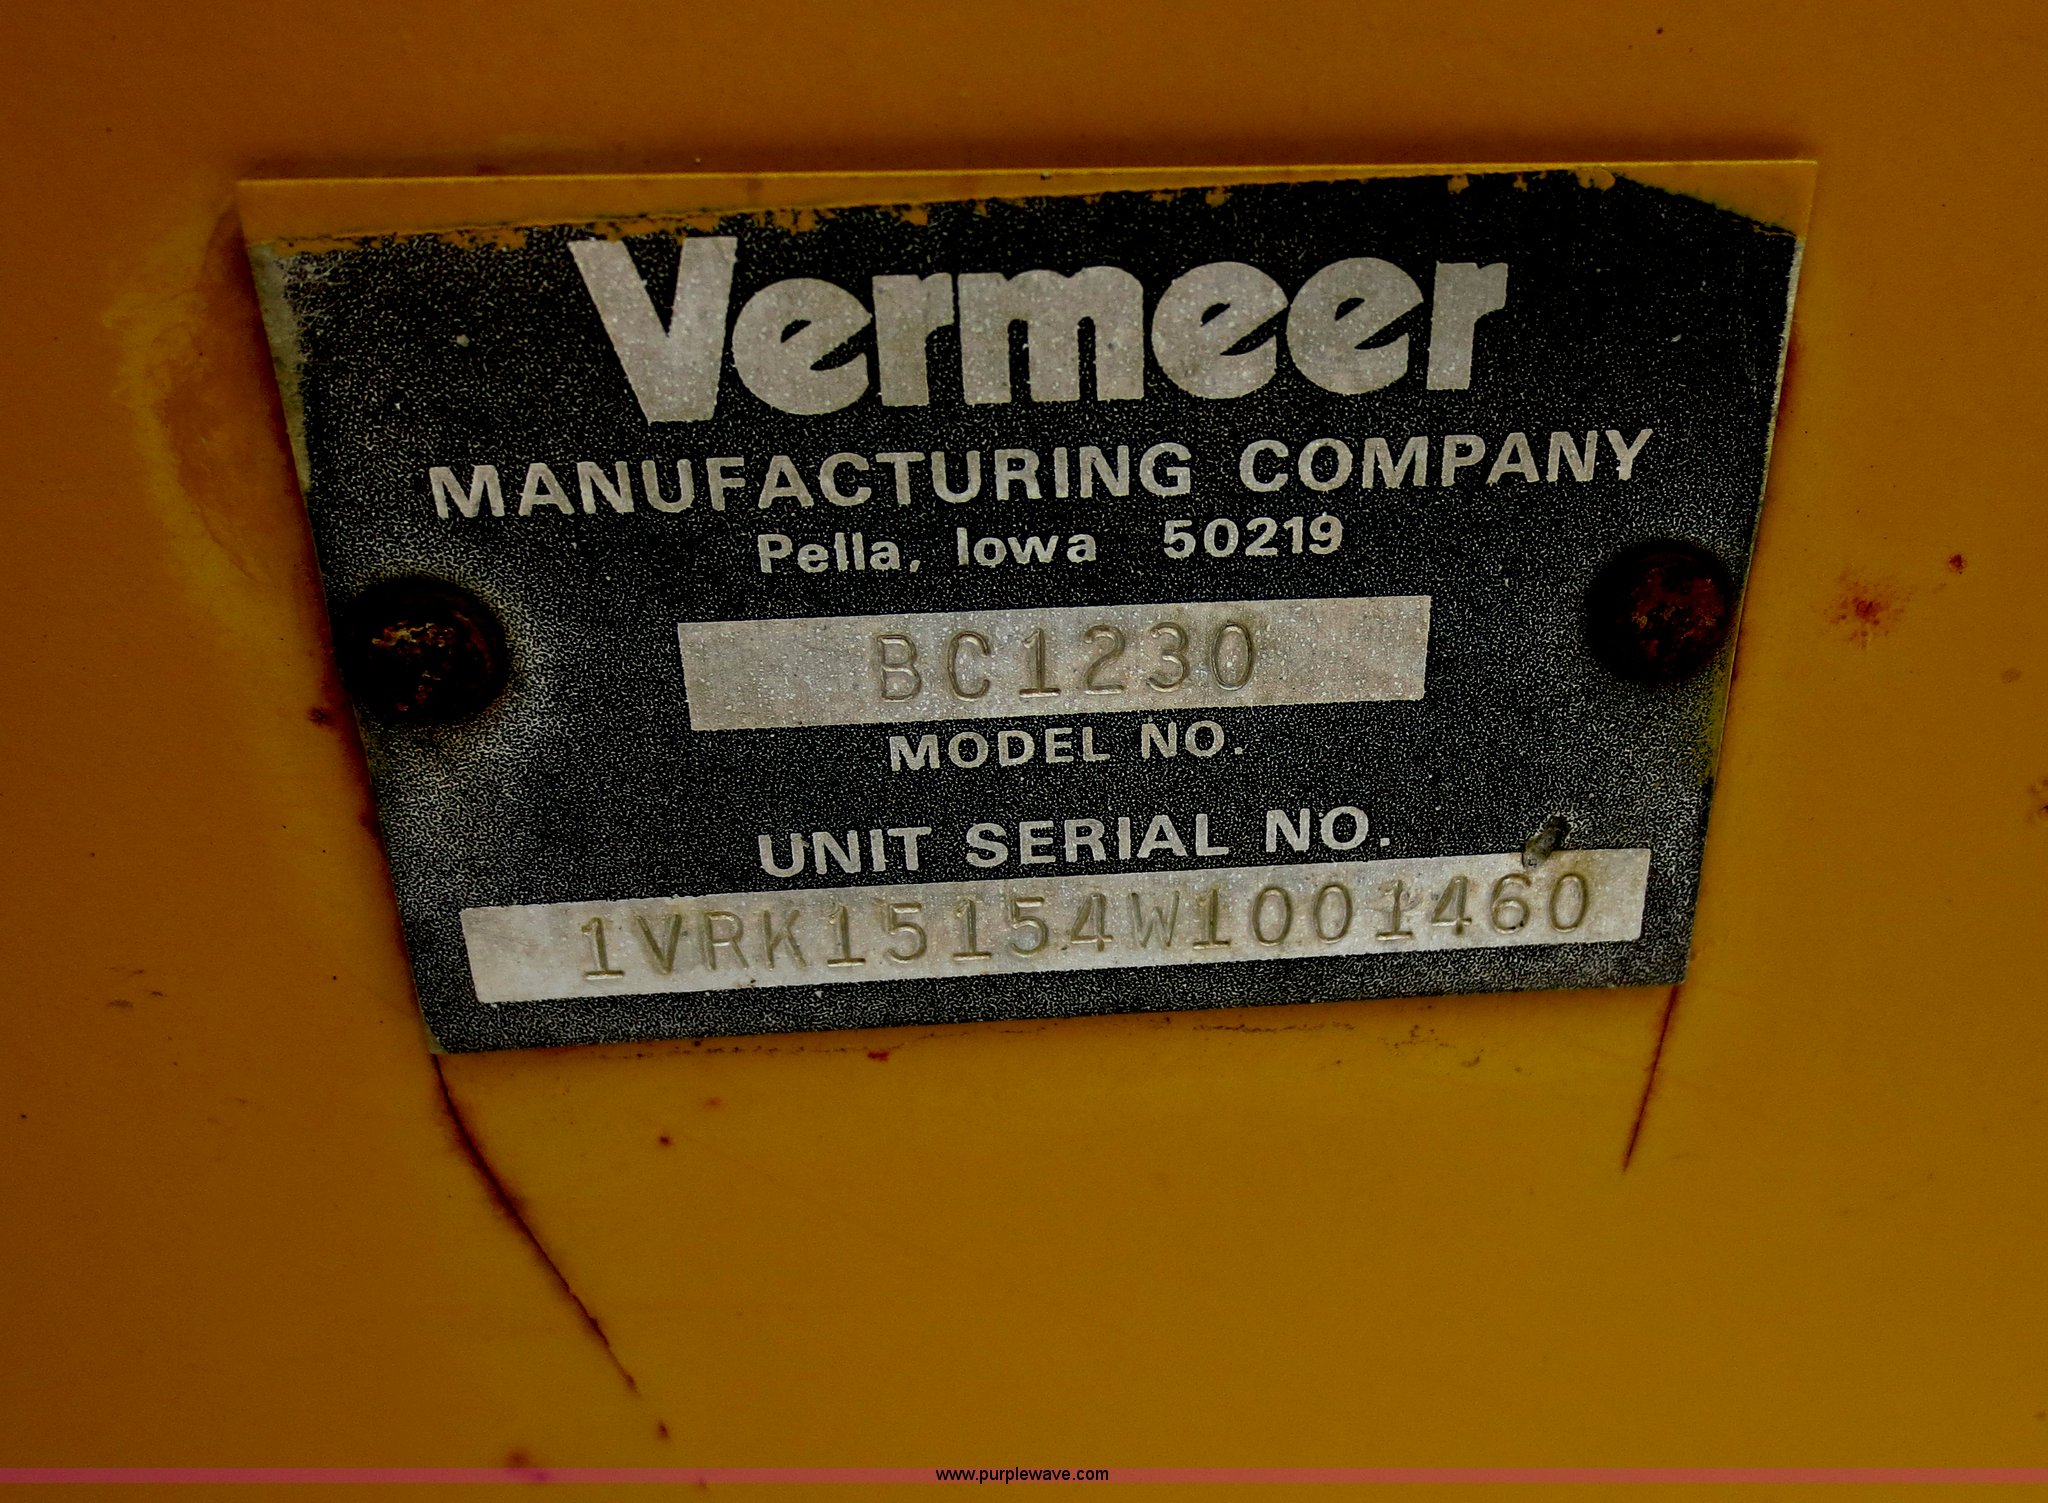 Vermeer
MANUFACTURING COMPANY
Pella, Iowa 50219
BC1230
MODEL NO.
UNIT SERIAL NO.
1VRK15154W1001460
www.purplewave.com